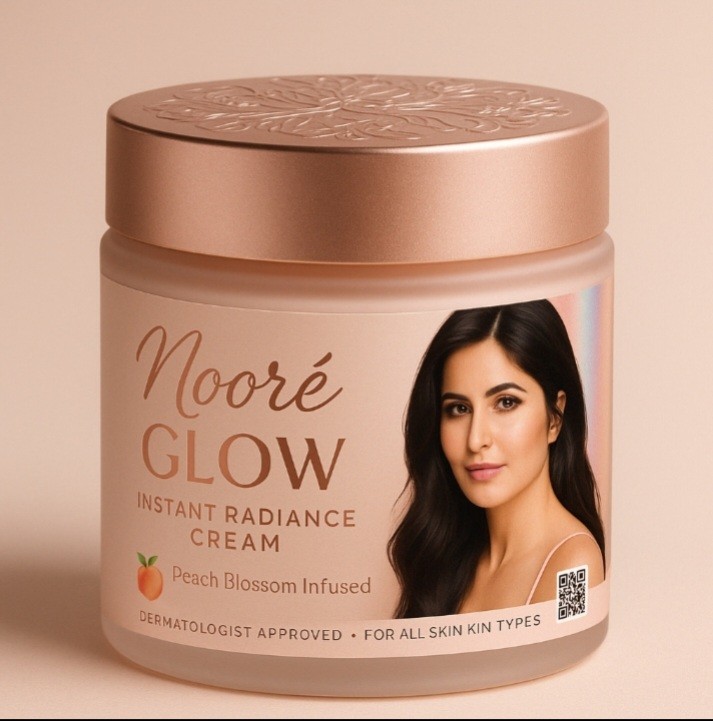 Nooré
GLOW
INSTANT RADIANCE
CREAM
Peach Blossom Infused
DERMATOLOGIST APPROVED • FOR ALL SKIN KIN TYPES